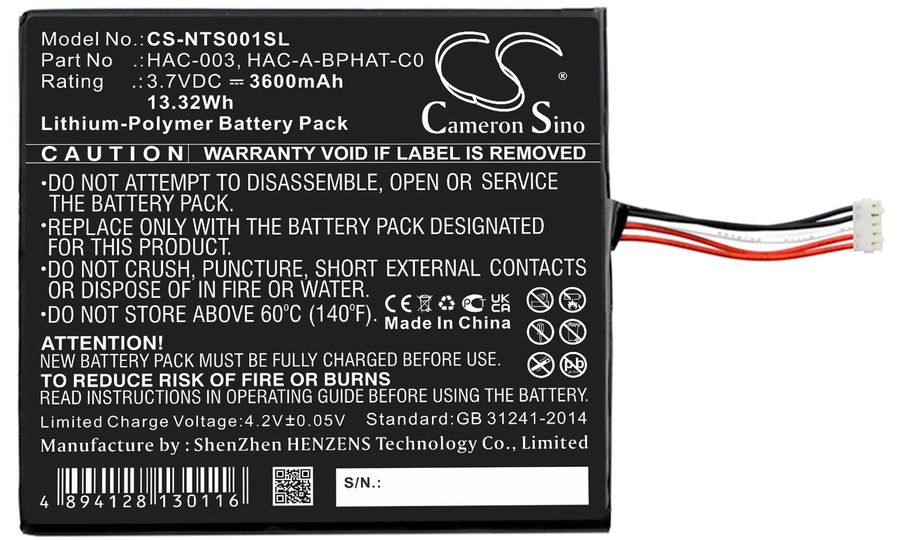 Model No.: CS-NTS001SL
Part No .: HAC-003, HAC-A-BPHAT-C0
Rating .: 3.7VDC ⎓ 3600mAh
13.32Wh
Lithium-Polymer Battery Pack
CS ®
Cameron Sino
CAUTION WARRANTY VOID IF LABEL IS REMOVED
•DO NOT ATTEMPT TO DISASSEMBLE, OPEN OR SERVICE
THE BATTERY PACK.
•REPLACE ONLY WITH THE BATTERY PACK DESIGNATED
FOR THIS PRODUCT.
•DO NOT CRUSH, PUNCTURE, SHORT EXTERNAL CONTACTS
OR DISPOSE OF IN FIRE OR WATER.
•DO NOT STORE ABOVE 60°C (140°F).
CE PCT UKCA
Made In China
Pb
ATTENTION!
NEW BATTERY PACK MUST BE FULLY CHARGED BEFORE USE.
TO REDUCE RISK OF FIRE OR BURNS
READ INSTRUCTIONS IN OPERATING GUIDE BEFORE USING BATTERY
Limited Charge Voltage:4.2V±0.05V Standard:GB 31241-2014
Manufacture by : ShenZhen HENZENS Technology Co., Limited
4 894128 130116
S/N.: